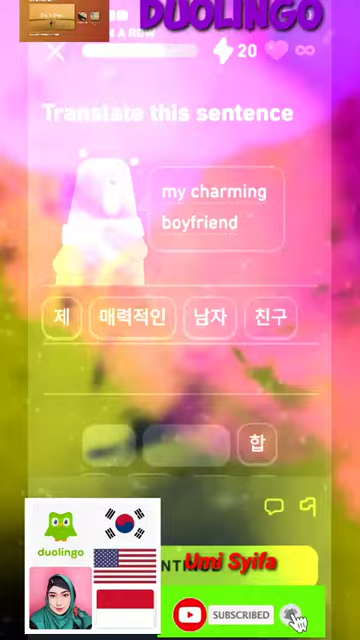 DUOLINGO
N A ROW
20
Translate this sentence
my charming
boyfriend
제 매력적인 남자 친구
합
duolingo
Umi Syifa
SUBSCRIBED